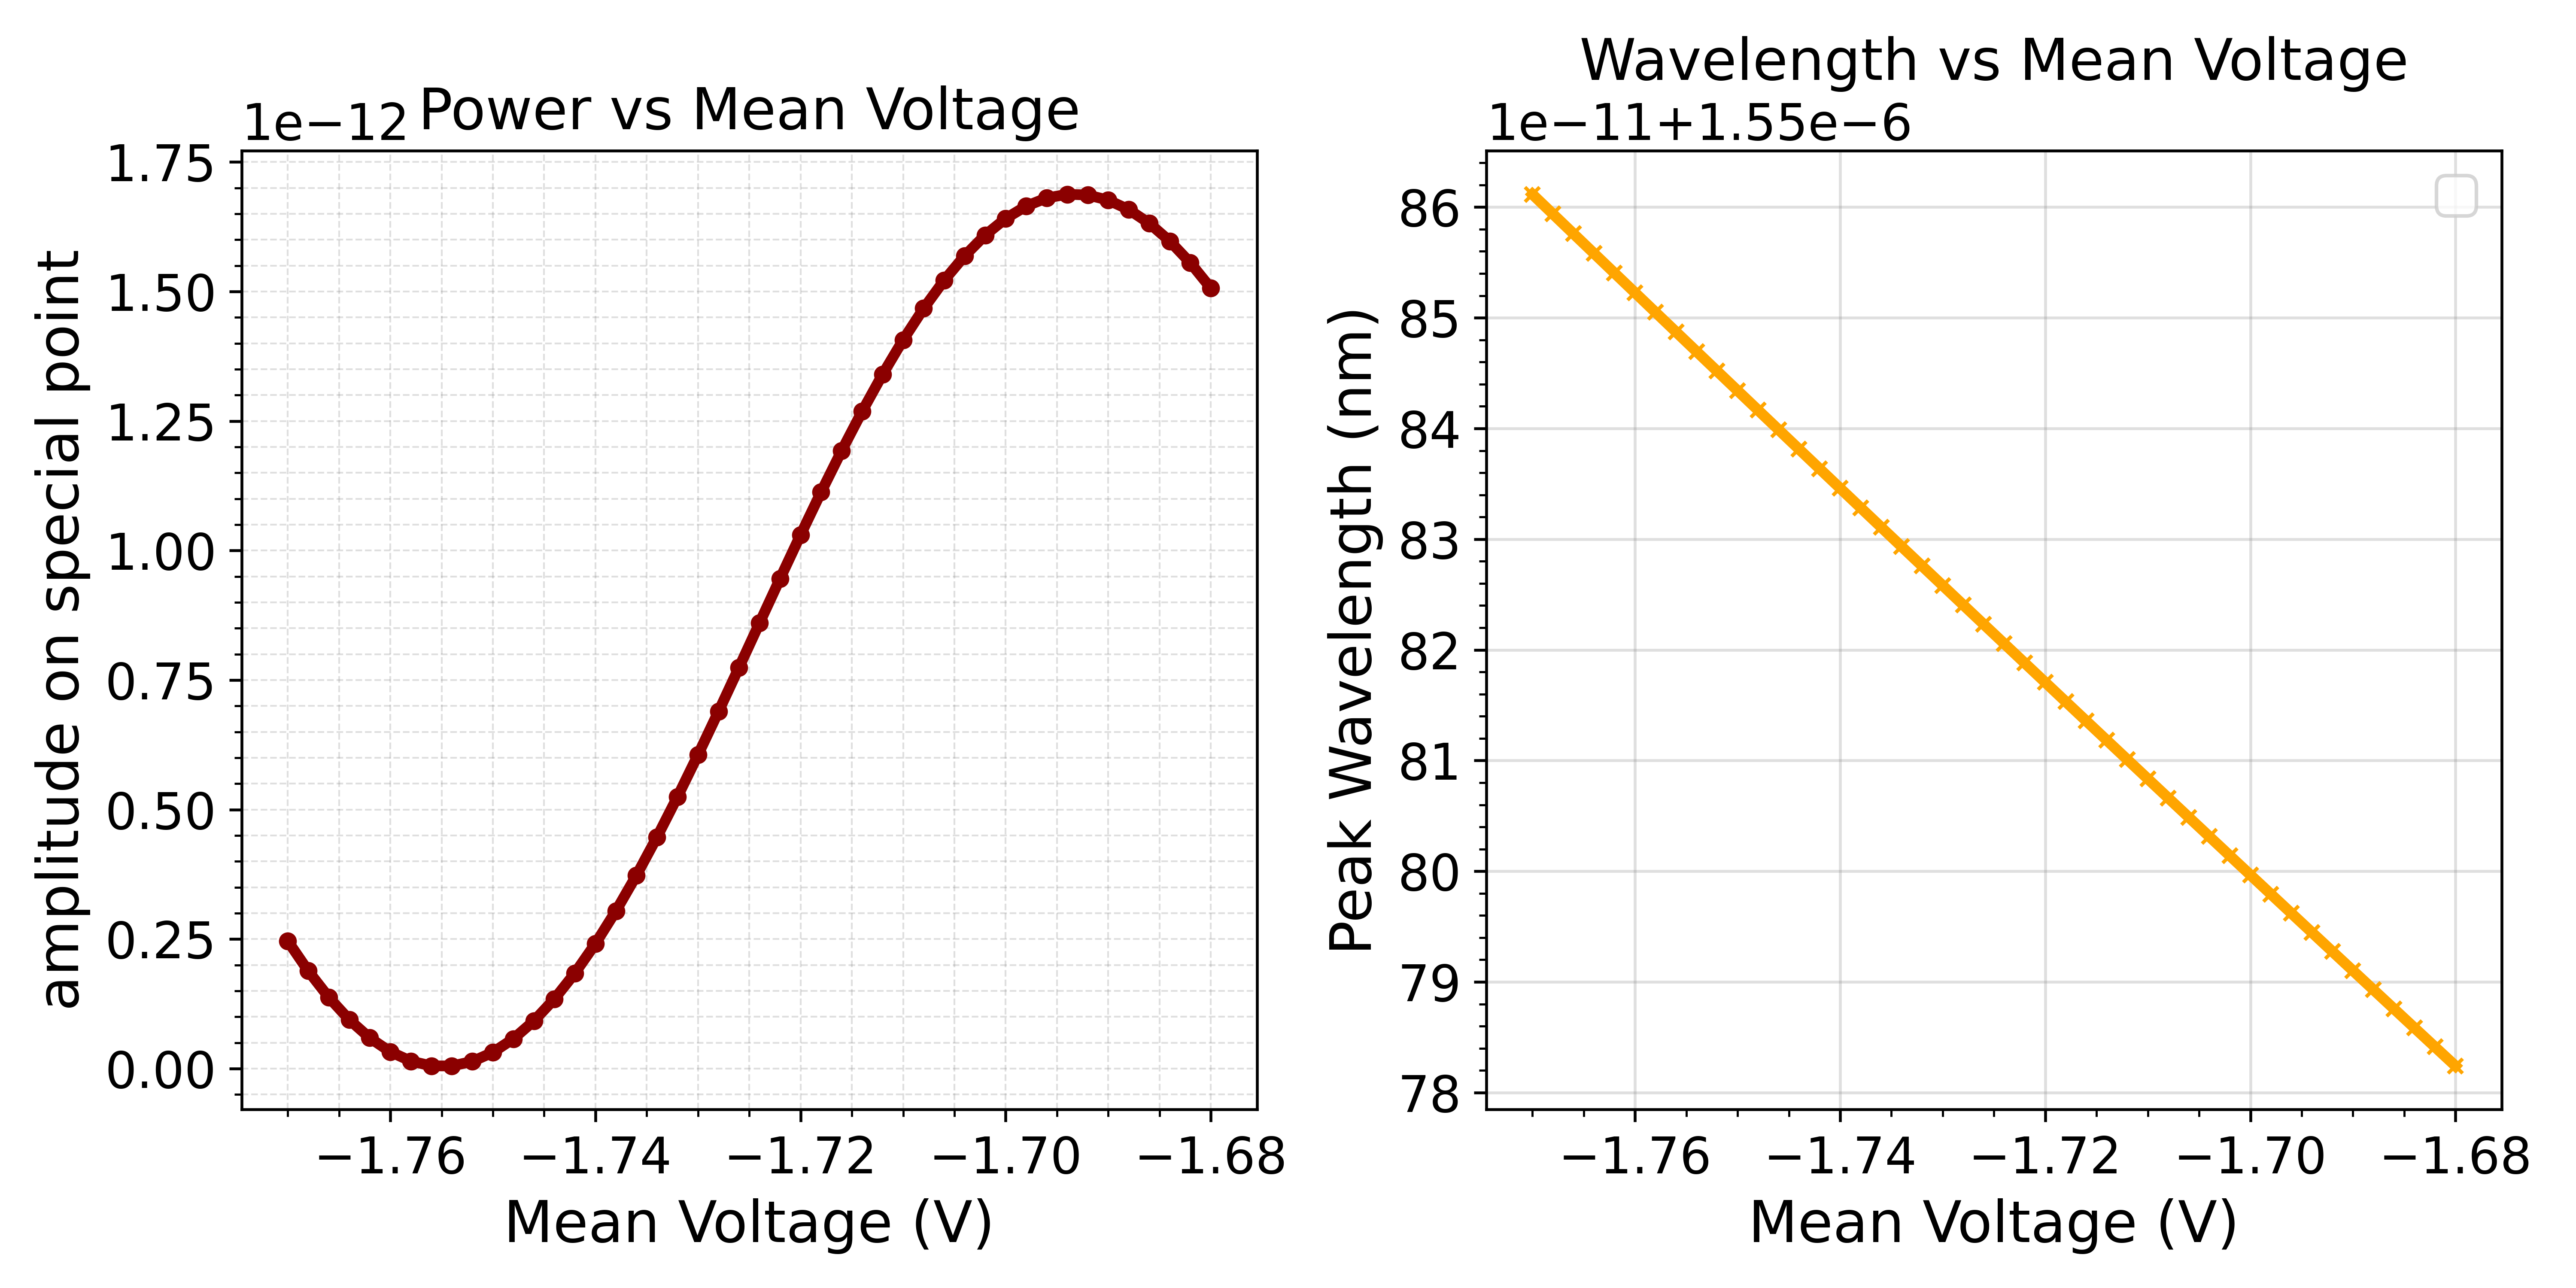 Power vs Mean Voltage
1e−12
1.75
1.50
1.25
1.00
0.75
0.50
0.25
0.00
amplitude on special point
−1.76 −1.74 −1.72 −1.70 −1.68
Mean Voltage (V)
Wavelength vs Mean Voltage
1e−11+1.55e−6
86
85
84
83
82
81
80
79
78
Peak Wavelength (nm)
−1.76 −1.74 −1.72 −1.70 −1.68
Mean Voltage (V)